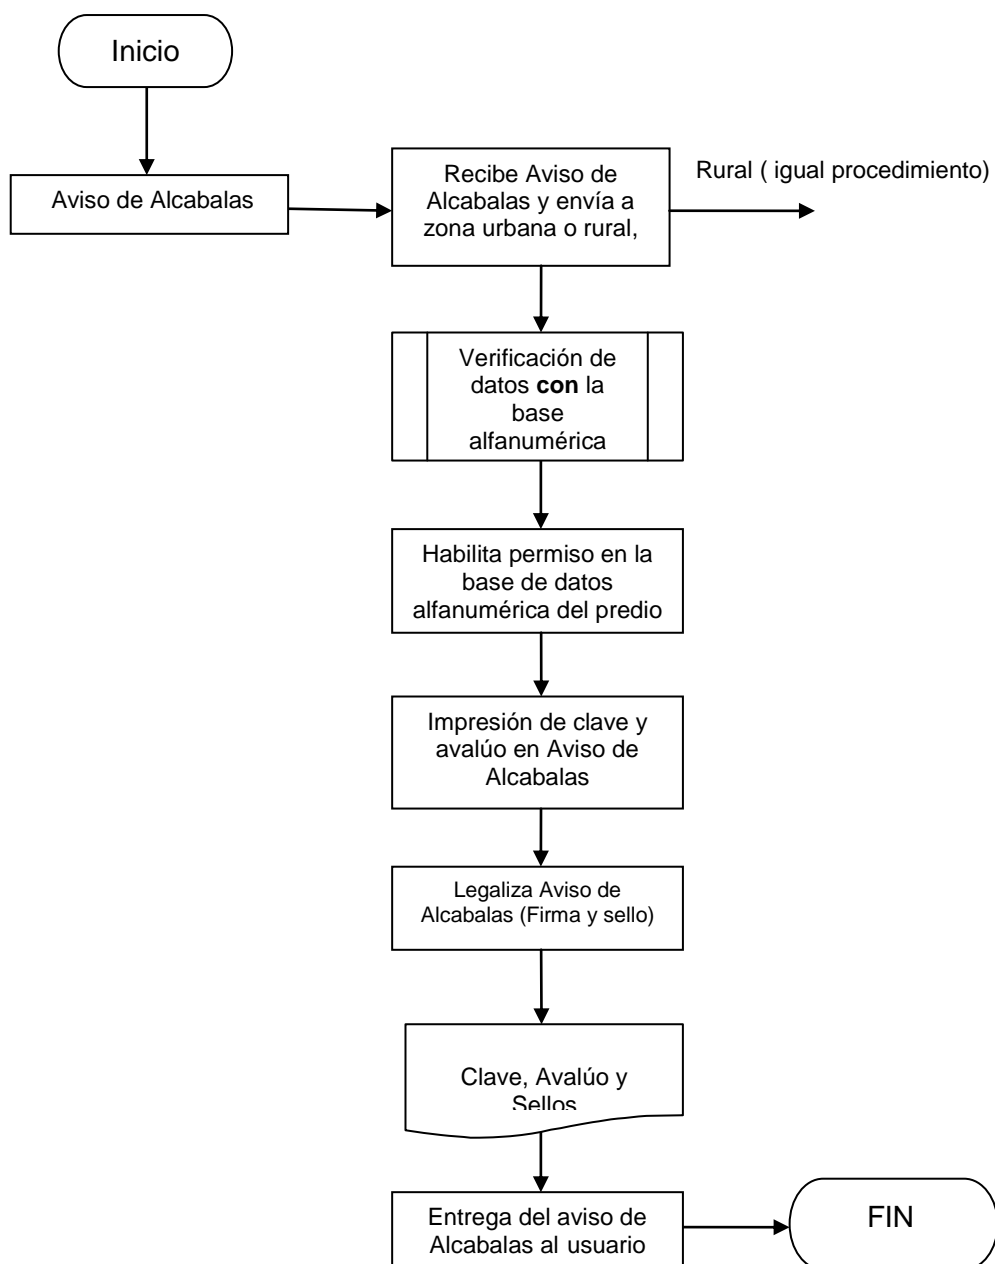 Inicio
Aviso de Alcabalas
Recibe Aviso de
Alcabalas y envía a
zona urbana o rural,
Rural ( igual procedimiento)
Verificación de
datos con la
base
alfanumérica
Habilita permiso en la
base de datos
alfanumérica del predio
Impresión de clave y
avalúo en Aviso de
Alcabalas
Legaliza Aviso de
Alcabalas (Firma y sello)
Clave, Avalúo y
Sellos
Entrega del aviso de
Alcabalas al usuario
FIN